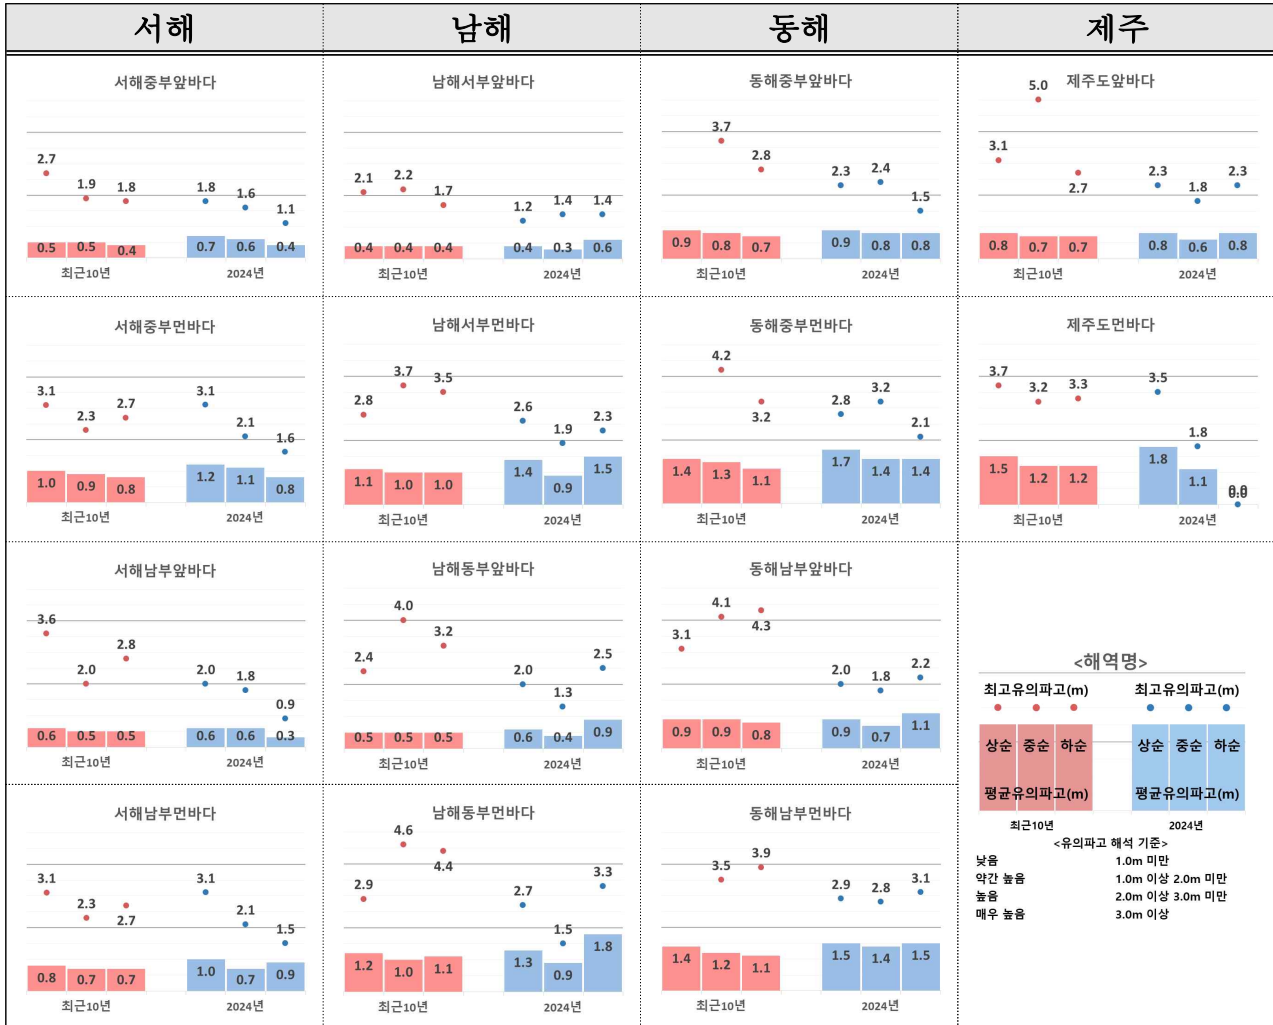 서해 남해 동해 제주
서해중부앞바다
2.7 1.9 1.8 1.8 1.6 1.1
0.5 0.5 0.4 0.7 0.6 0.4
최근10년 2024년
남해서부앞바다
2.1 2.2 1.7 1.2 1.4 1.4
0.4 0.4 0.4 0.4 0.3 0.6
최근10년 2024년
동해중부앞바다
3.7 2.8 2.3 2.4 1.5
0.9 0.8 0.7 0.9 0.8 0.8
최근10년 2024년
제주도앞바다
3.1 5.0 2.7 2.3 1.8 2.3
0.8 0.7 0.7 0.8 0.6 0.8
최근10년 2024년
서해중부먼바다
3.1 2.3 2.7 3.1 2.1 1.6
1.0 0.9 0.8 1.2 1.1 0.8
최근10년 2024년
남해서부먼바다
2.8 3.7 3.5 2.6 1.9 2.3
1.1 1.0 1.0 1.4 0.9 1.5
최근10년 2024년
동해중부먼바다
4.2 3.2 2.8 3.2 2.1
1.4 1.3 1.1 1.7 1.4 1.4
최근10년 2024년
제주도먼바다
3.7 3.2 3.3 3.5 1.8 0.0
1.5 1.2 1.2 1.8 1.1 0.0
최근10년 2024년
서해남부앞바다
3.6 2.0 2.8 2.0 1.8 0.9
0.6 0.5 0.5 0.6 0.6 0.3
최근10년 2024년
남해동부앞바다
2.4 4.0 3.2 2.0 1.3 2.5
0.5 0.5 0.5 0.6 0.4 0.9
최근10년 2024년
동해남부앞바다
3.1 4.1 4.3 2.0 1.8 2.2
0.9 0.9 0.8 0.9 0.7 1.1
최근10년 2024년
서해남부먼바다
3.1 2.3 2.7 3.1 2.1 1.5
0.8 0.7 0.7 1.0 0.7 0.9
최근10년 2024년
남해동부먼바다
2.9 4.6 4.4 2.7 1.5 3.3
1.2 1.0 1.1 1.3 0.9 1.8
최근10년 2024년
동해남부먼바다
3.5 3.9 2.9 2.8 3.1
1.4 1.2 1.1 1.5 1.4 1.5
최근10년 2024년
<해역명>
최고유의파고(m) 최고유의파고(m)
상순 중순 하순 상순 중순 하순
평균유의파고(m) 평균유의파고(m)
최근10년 2024년
<유의파고 해석 기준>
낮음 1.0m 미만
약간 높음 1.0m 이상 2.0m 미만
높음 2.0m 이상 3.0m 미만
매우 높음 3.0m 이상